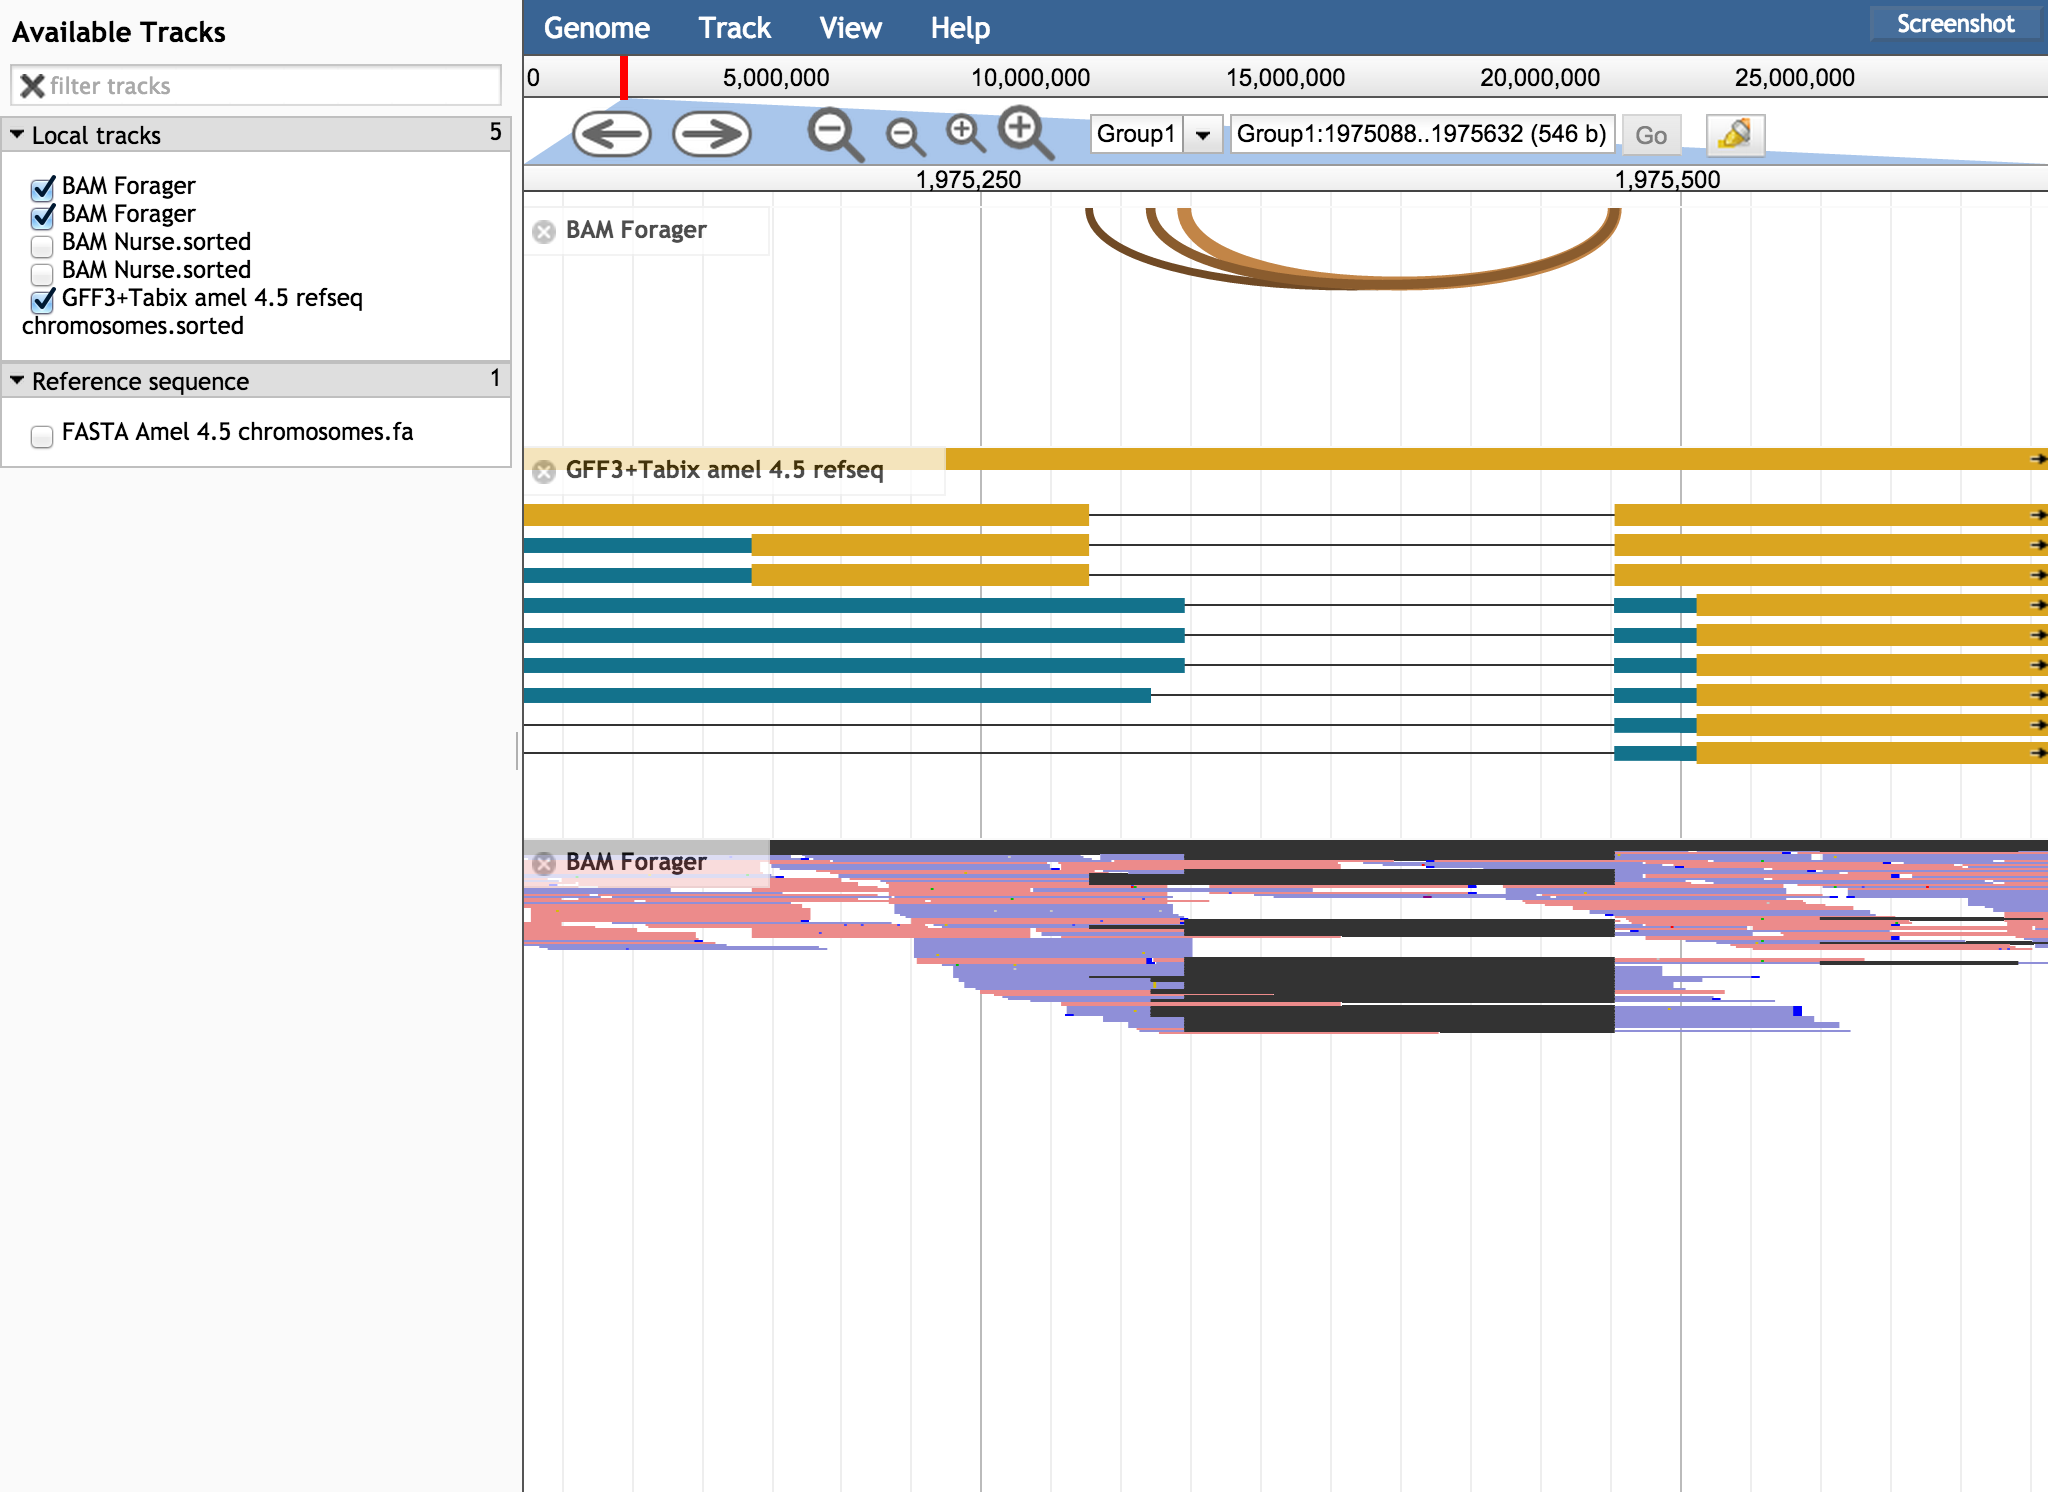 Available Tracks
filter tracks
Local tracks 5
BAM Forager
BAM Forager
BAM Nurse.sorted
BAM Nurse.sorted
GFF3+Tabix amel 4.5 refseq
chromosomes.sorted
Reference sequence 1
FASTA Amel 4.5 chromosomes.fa
Genome Track View Help Screenshot
0 5,000,000 10,000,000 15,000,000 20,000,000 25,000,000
Group1 Group1:1975088..1975632 (546 b) Go
1,975,250 1,975,500
BAM Forager
GFF3+Tabix amel 4.5 refseq
BAM Forager